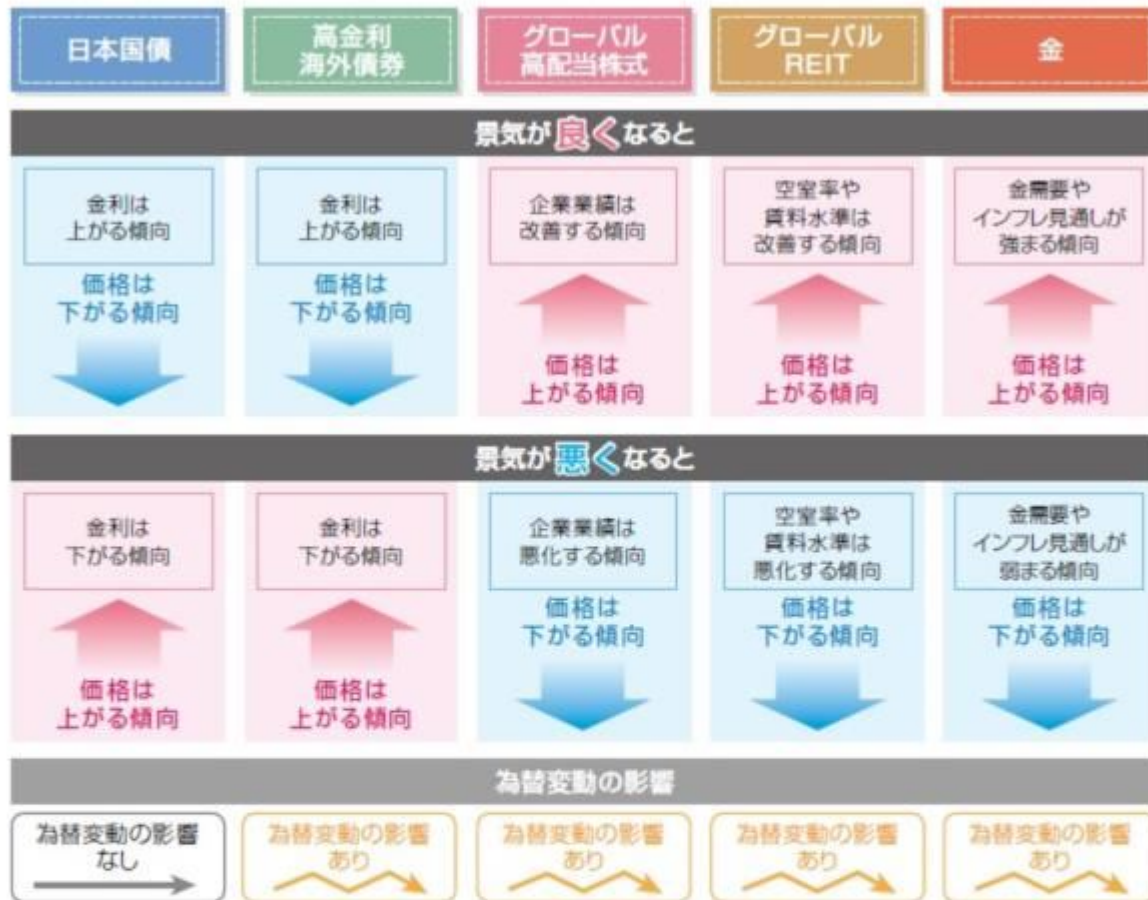 日本国債
高金利
海外債券
グローバル
高配当株式
グローバル
REIT
金
景気が良くなると
金利は
上がる傾向
価格は
下がる傾向
金利は
上がる傾向
価格は
下がる傾向
企業業績は
改善する傾向
価格は
上がる傾向
空室率や
賃料水準は
改善する傾向
価格は
上がる傾向
金需要や
インフレ見通しが
強まる傾向
価格は
上がる傾向
景気が悪くなると
金利は
下がる傾向
価格は
上がる傾向
金利は
下がる傾向
価格は
上がる傾向
企業業績は
悪化する傾向
価格は
下がる傾向
空室率や
賃料水準は
悪化する傾向
価格は
下がる傾向
金需要や
インフレ見通しが
弱まる傾向
価格は
下がる傾向
為替変動の影響
為替変動の影響
なし
為替変動の影響
あり
為替変動の影響
あり
為替変動の影響
あり
為替変動の影響
あり